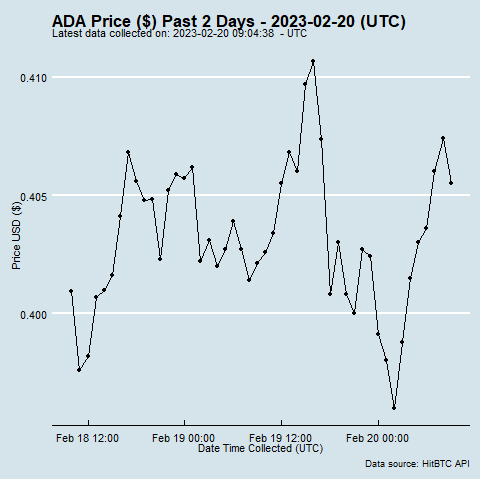 ADA Price ($) Past 2 Days - 2023-02-20 (UTC)
Latest data collected on: 2023-02-20 09:04:38  - UTC
0.410
0.405
0.400
Price USD ($)
Feb 18 12:00
Feb 19 00:00
Feb 19 12:00
Feb 20 00:00
Date Time Collected (UTC)
Data source: HitBTC API